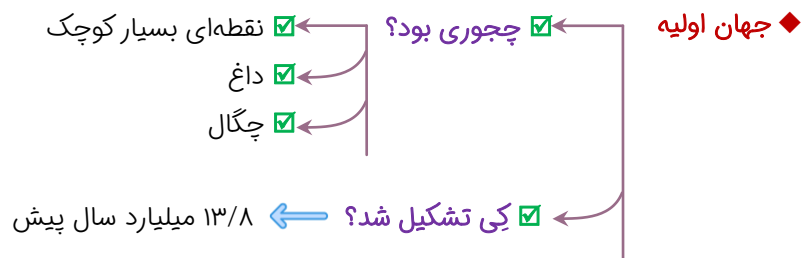 جهان اولیه
چجوری بود؟
نقطه‌ای بسیار کوچک
داغ
چگال
کِی تشکیل شد؟
۱۳/۸ میلیارد سال پیش